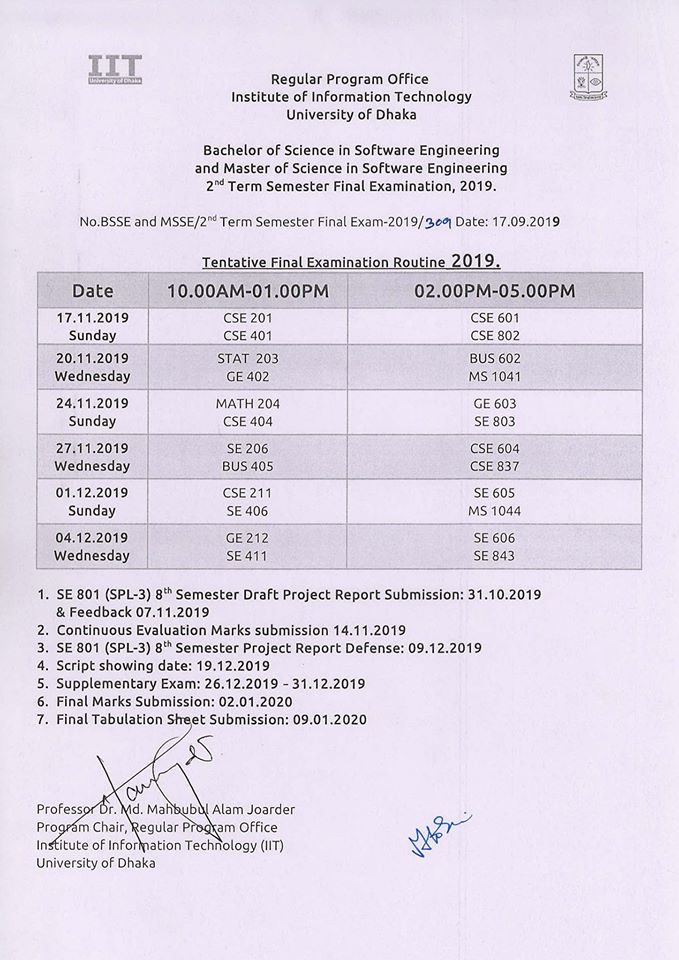 IIT
University of Dhaka
Regular Program Office
Institute of Information Technology
University of Dhaka
Bachelor of Science in Software Engineering
and Master of Science in Software Engineering
2nd Term Semester Final Examination, 2019.
No.BSSE and MSSE/2nd Term Semester Final Exam-2019/309 Date: 17.09.2019
Tentative Final Examination Routine 2019.
Date 10.00AM-01.00PM 02.00PM-05.00PM
17.11.2019 CSE 201 CSE 601
Sunday CSE 401 CSE 802
20.11.2019 STAT 203 BUS 602
Wednesday GE 402 MS 1041
24.11.2019 MATH 204 GE 603
Sunday CSE 404 SE 803
27.11.2019 SE 206 CSE 604
Wednesday BUS 405 CSE 837
01.12.2019 CSE 211 SE 605
Sunday SE 406 MS 1044
04.12.2019 GE 212 SE 606
Wednesday SE 411 SE 843
1. SE 801 (SPL-3) 8th Semester Draft Project Report Submission: 31.10.2019
& Feedback 07.11.2019
2. Continuous Evaluation Marks submission 14.11.2019
3. SE 801 (SPL-3) 8th Semester Project Report Defense: 09.12.2019
4. Script showing date: 19.12.2019
5. Supplementary Exam: 26.12.2019 - 31.12.2019
6. Final Marks Submission: 02.01.2020
7. Final Tabulation Sheet Submission: 09.01.2020
Professor Dr. Md. Mahbubul Alam Joarder
Program Chair, Regular Program Office
Institute of Information Technology (IIT)
University of Dhaka